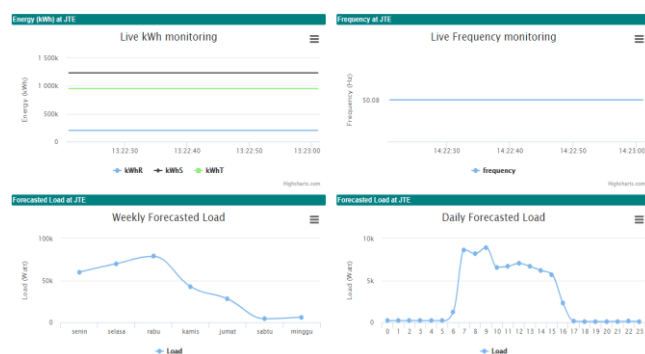 Energy (kWh) at JTE
Live kWh monitoring
Energy (kWh)
1 500k
1 000k
500k
0
13:22:30 13:22:40 13:22:50 13:23:00
kWhR kWhS kWhT
Highcharts.com
Frequency at JTE
Live Frequency monitoring
Frequency (Hz)
50.08
14:22:30 14:22:40 14:22:50 14:23:00
frequency
Highcharts.com
Forecasted Load at JTE
Weekly Forecasted Load
Load (Watt)
100k
50k
0k
senin selasa rabu kamis jumat sabtu minggu
Load
Forecasted Load at JTE
Daily Forecasted Load
Load (Watt)
10k
5k
0k
0 1 2 3 4 5 6 7 8 9 10 11 12 13 14 15 16 17 18 19 20 21 22 23
Load